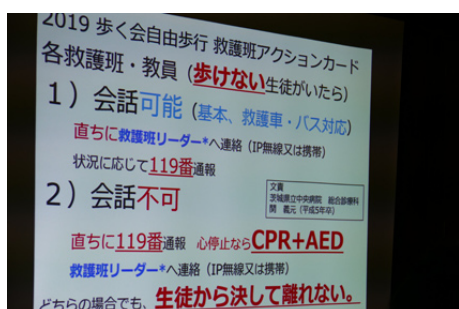 2019 歩く会自由歩行 救護班アクションカード
各救護班・教員（歩けない生徒がいたら）
1）会話可能（基本、救護車・バス対応）
直ちに救護班リーダー*へ連絡（IP無線又は携帯）
状況に応じて119番通報
2）会話不可
文責
茨城県立中央病院 総合診療科
関 義元（平成5年卒）
直ちに119番通報 心停止ならCPR+AED
救護班リーダー*へ連絡（IP無線又は携帯）
どちらの場合でも、生徒から決して離れない。